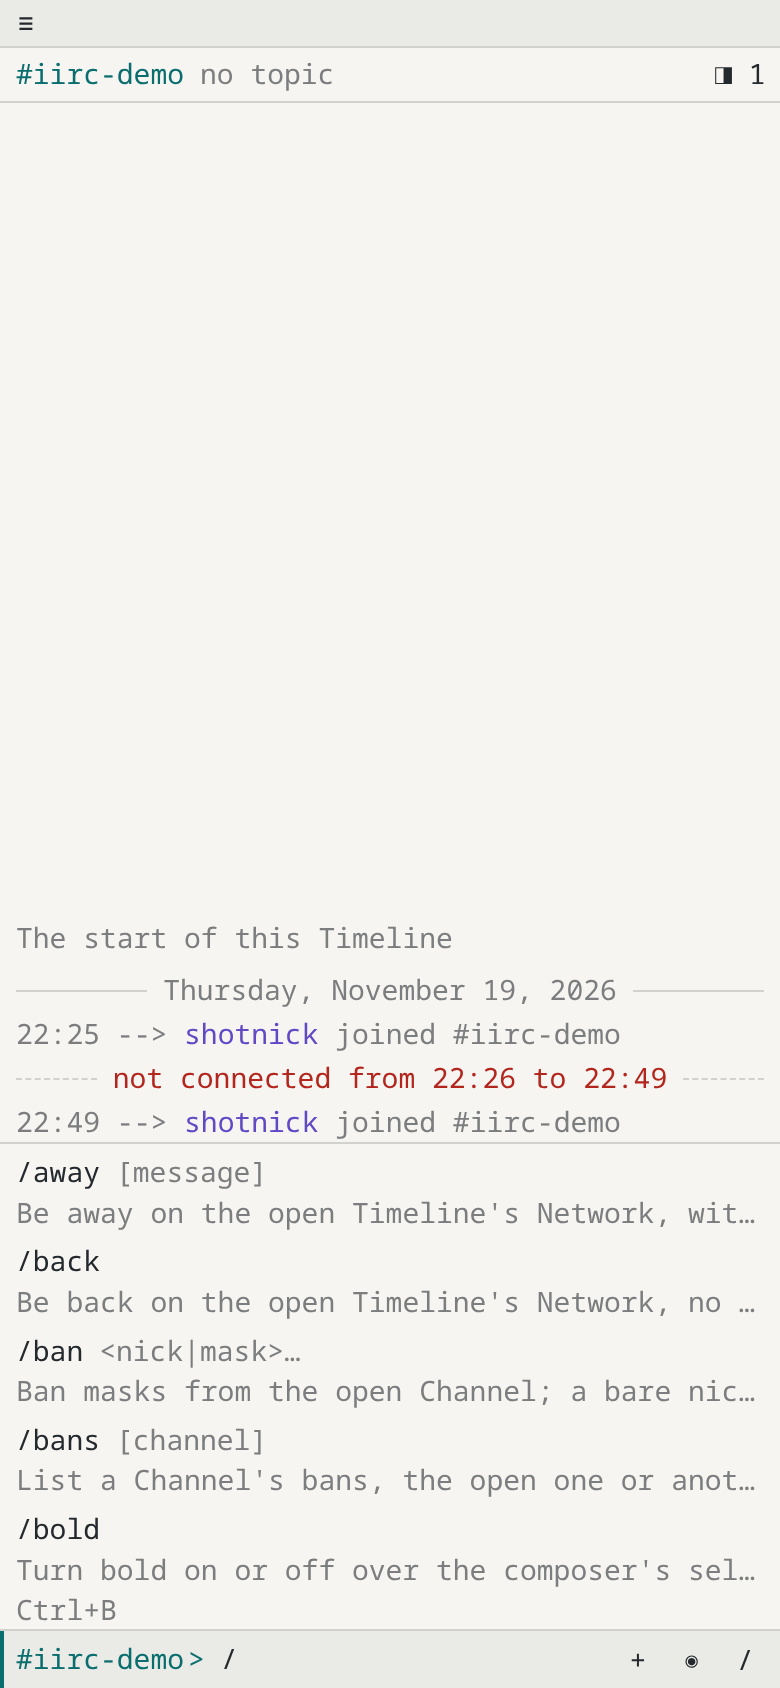 ≡
#iirc-demo no topic ◨ 1
The start of this Timeline
Thursday, November 19, 2026
22:25 --> shotnick joined #iirc-demo
not connected from 22:26 to 22:49
22:49 --> shotnick joined #iirc-demo
/away [message]
Be away on the open Timeline's Network, wit…
/back
Be back on the open Timeline's Network, no …
/ban <nick|mask>…
Ban masks from the open Channel; a bare nic…
/bans [channel]
List a Channel's bans, the open one or anot…
/bold
Turn bold on or off over the composer's sel…
Ctrl+B
#iirc-demo> / + ◉ /